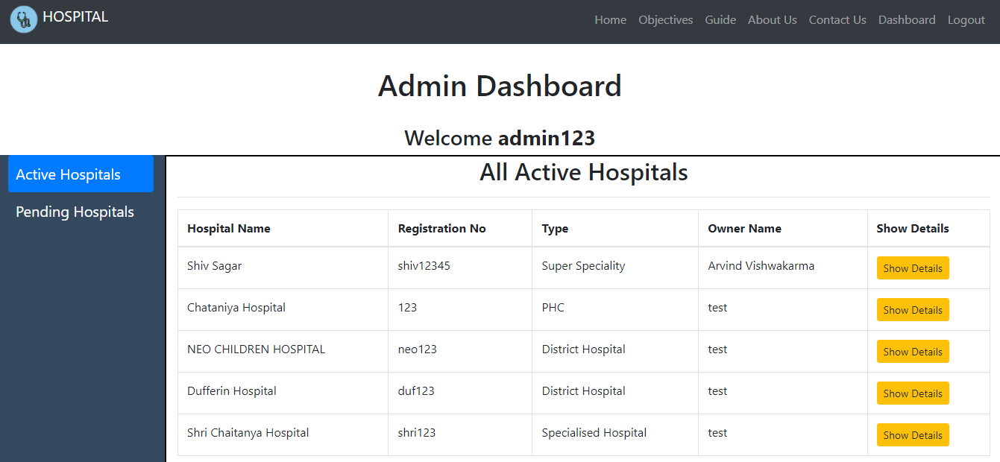 HOSPITAL
Home Objectives Guide About Us Contact Us Dashboard Logout
Admin Dashboard
Welcome admin123
Active Hospitals
Pending Hospitals
All Active Hospitals
Hospital Name Registration No Type Owner Name Show Details
Shiv Sagar shiv12345 Super Speciality Arvind Vishwakarma Show Details
Chataniya Hospital 123 PHC test Show Details
NEO CHILDREN HOSPITAL neo123 District Hospital test Show Details
Dufferin Hospital duf123 District Hospital test Show Details
Shri Chaitanya Hospital shri123 Specialised Hospital test Show Details